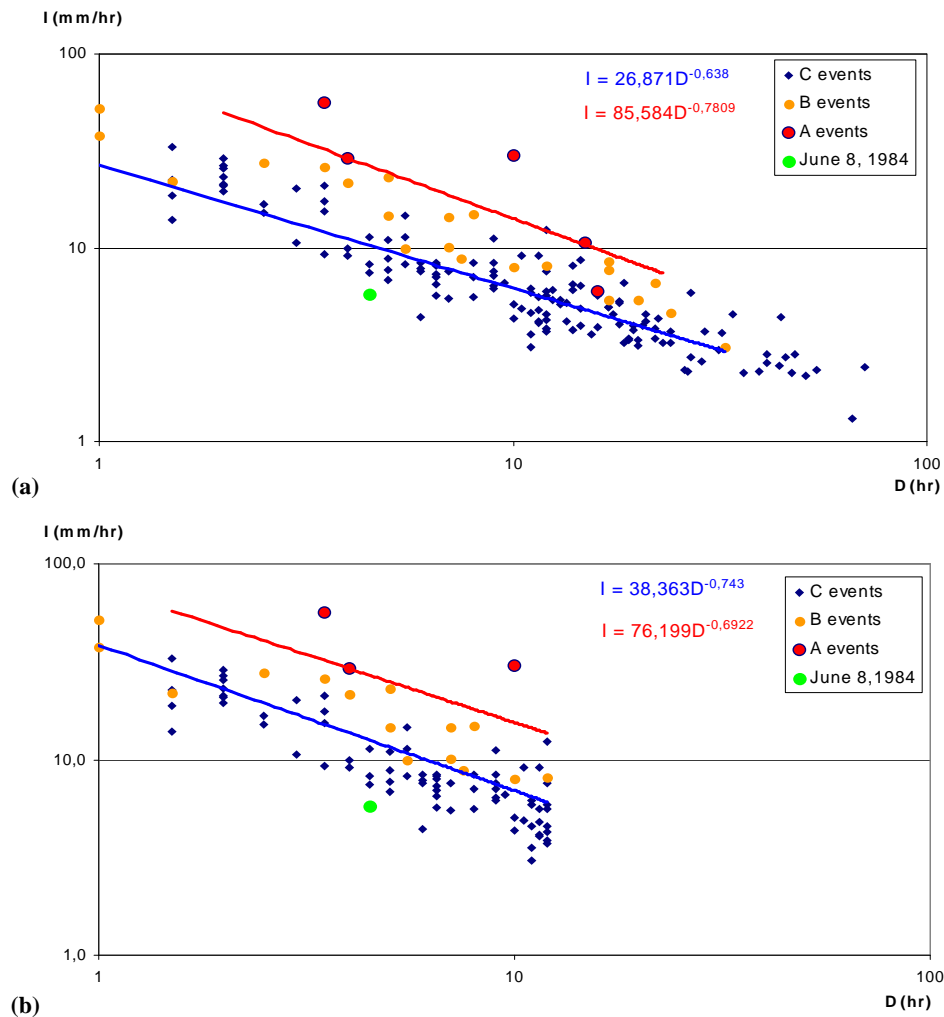 I (mm/hr)
100
10
1
1
10
100
D (hr)
I = 26,871D^-0,638
I = 85,584D^-0,7809
C events
B events
A events
June 8, 1984
(a)
I (mm/hr)
100,0
10,0
1,0
1
10
100
D (hr)
I = 38,363D^-0,743
I = 76,199D^-0,6922
C events
B events
A events
June 8,1984
(b)